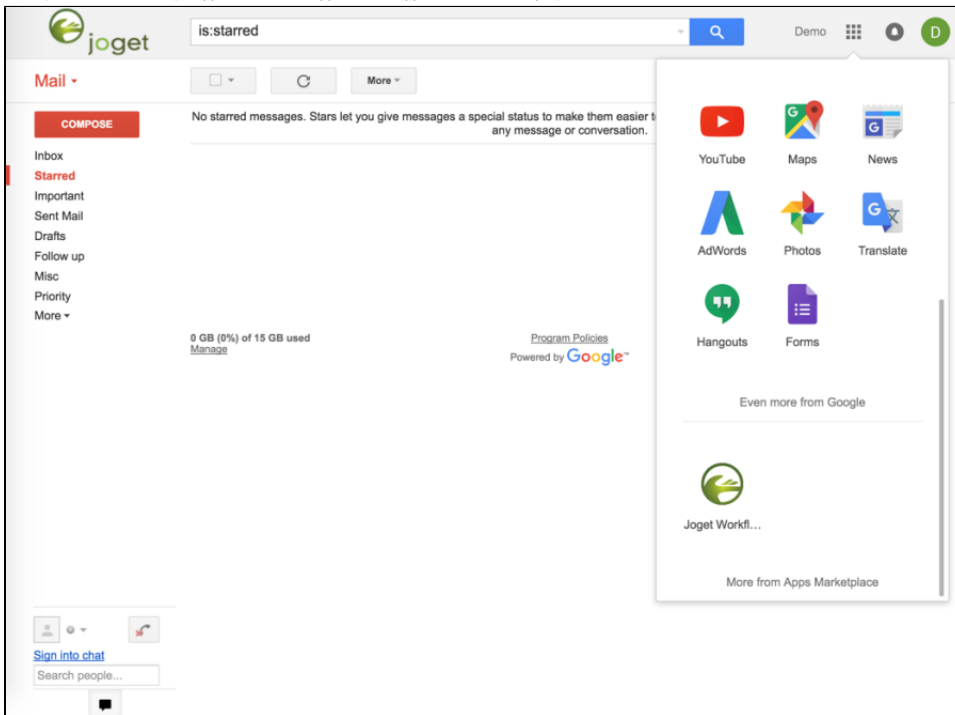 joget
is:starred
Demo
D
Mail
More
COMPOSE
No starred messages. Stars let you give messages a special status to make them easier t
any message or conversation.
Inbox
Starred
Important
Sent Mail
Drafts
Follow up
Misc
Priority
More
0 GB (0%) of 15 GB used
Manage
Program Policies
Powered by Google™
YouTube
Maps
News
AdWords
Photos
Translate
Hangouts
Forms
Even more from Google
Joget Workfl...
More from Apps Marketplace
Sign into chat
Search people...